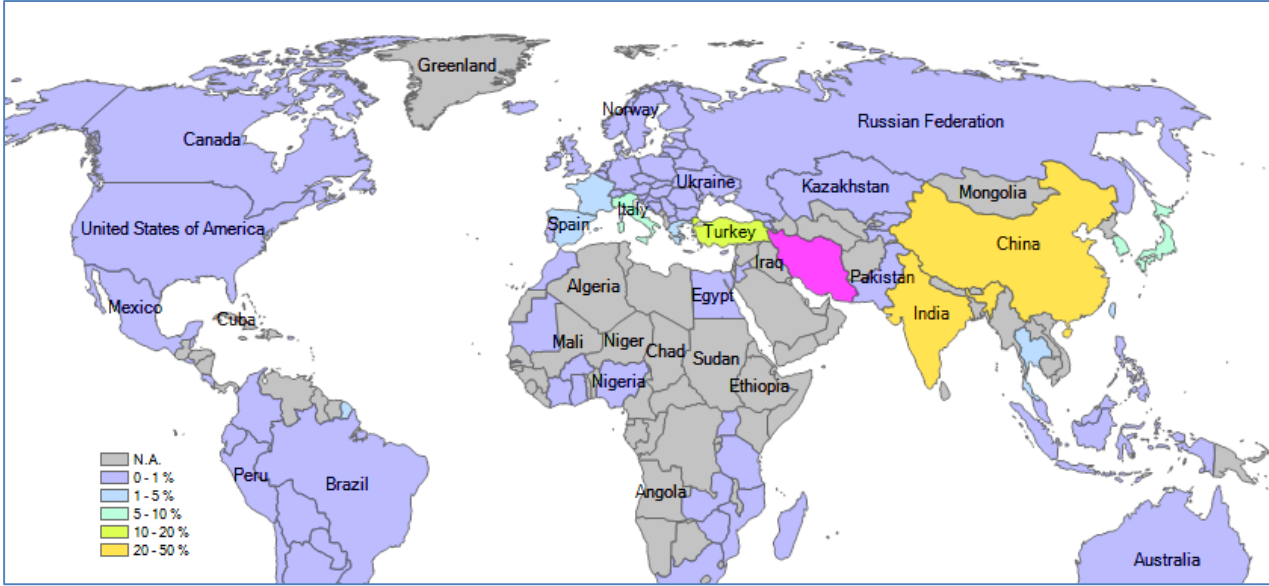 Greenland
Norway
Russian Federation
Canada
Ukraine
Kazakhstan
Mongolia
United States of America
Spain
Italy
Turkey
China
Iraq
Pakistan
Algeria
Egypt
Mexico
Cuba
India
Mali
Niger
Chad
Sudan
Nigeria
Ethiopia
Peru
Brazil
Angola
Australia
N.A.
0 - 1 %
1 - 5 %
5 - 10 %
10 - 20 %
20 - 50 %